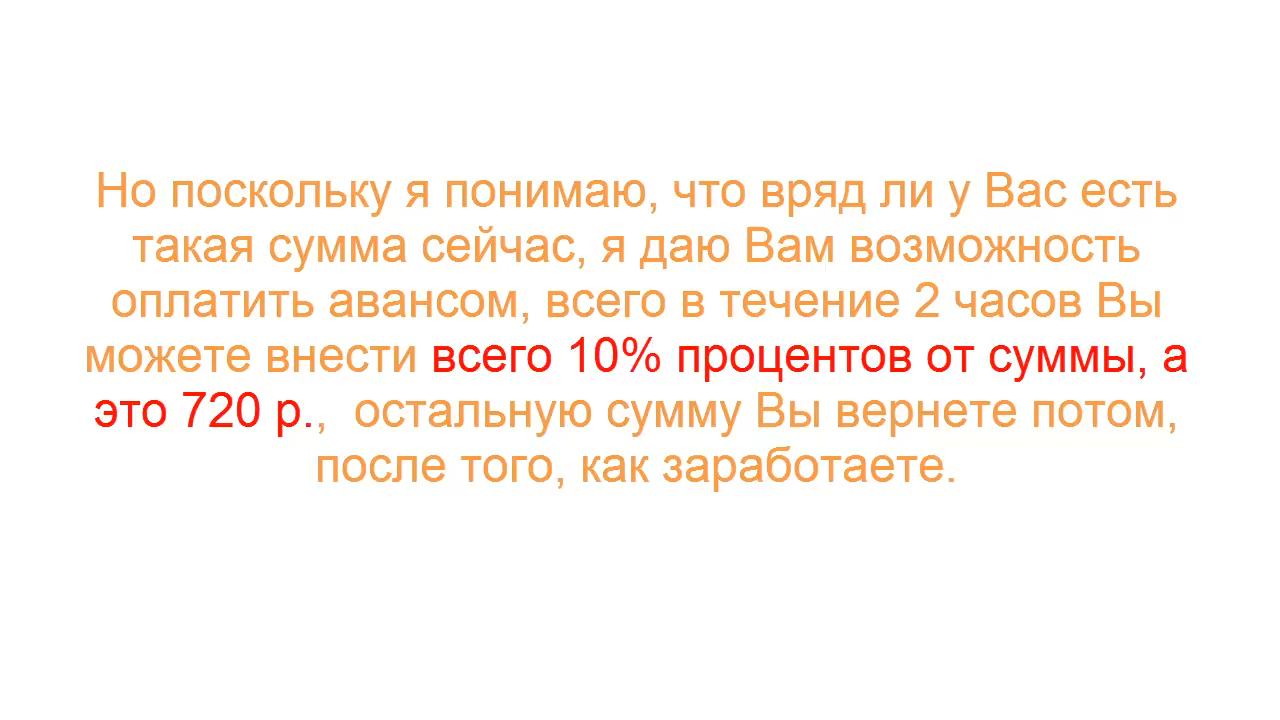 Но поскольку я понимаю, что вряд ли у Вас есть
такая сумма сейчас, я даю Вам возможность
оплатить авансом, всего в течение 2 часов Вы
можете внести всего 10% процентов от суммы, а
это 720 р.,  остальную сумму Вы вернете потом,
после того, как заработаете.